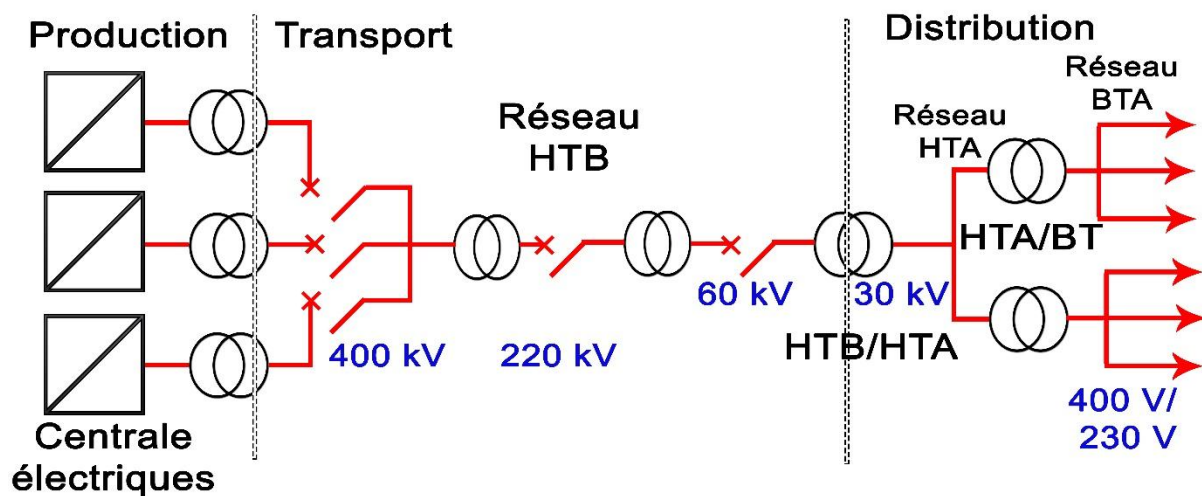 Production
Transport
Distribution
Réseau
BTA
Réseau
HTA
Réseau
HTB
HTA/BT
60 kV
30 kV
400 kV
220 kV
HTB/HTA
400 V/
230 V
Centrale
électriques